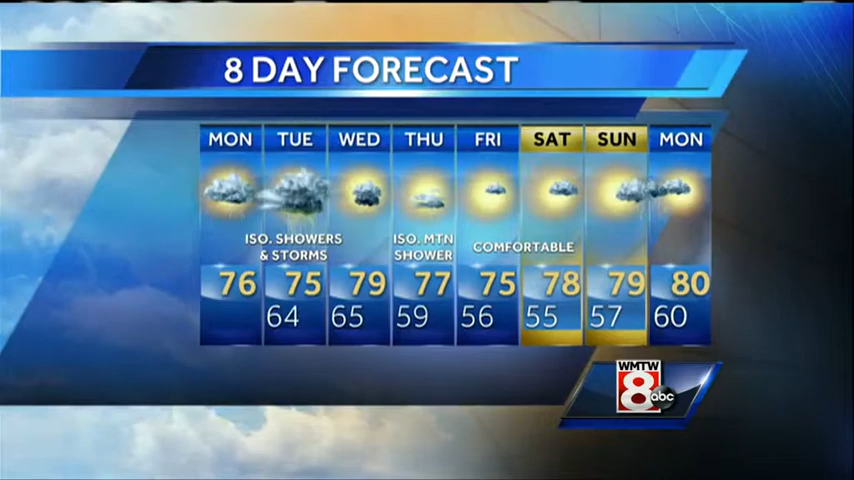 8 DAY FORECAST
MON TUE WED THU FRI SAT SUN MON
ISO. SHOWERS
& STORMS
ISO. MTN
SHOWER
COMFORTABLE
76 75 79 77 75 78 79 80
64 65 59 56 55 57 60
WMTW
8
abc